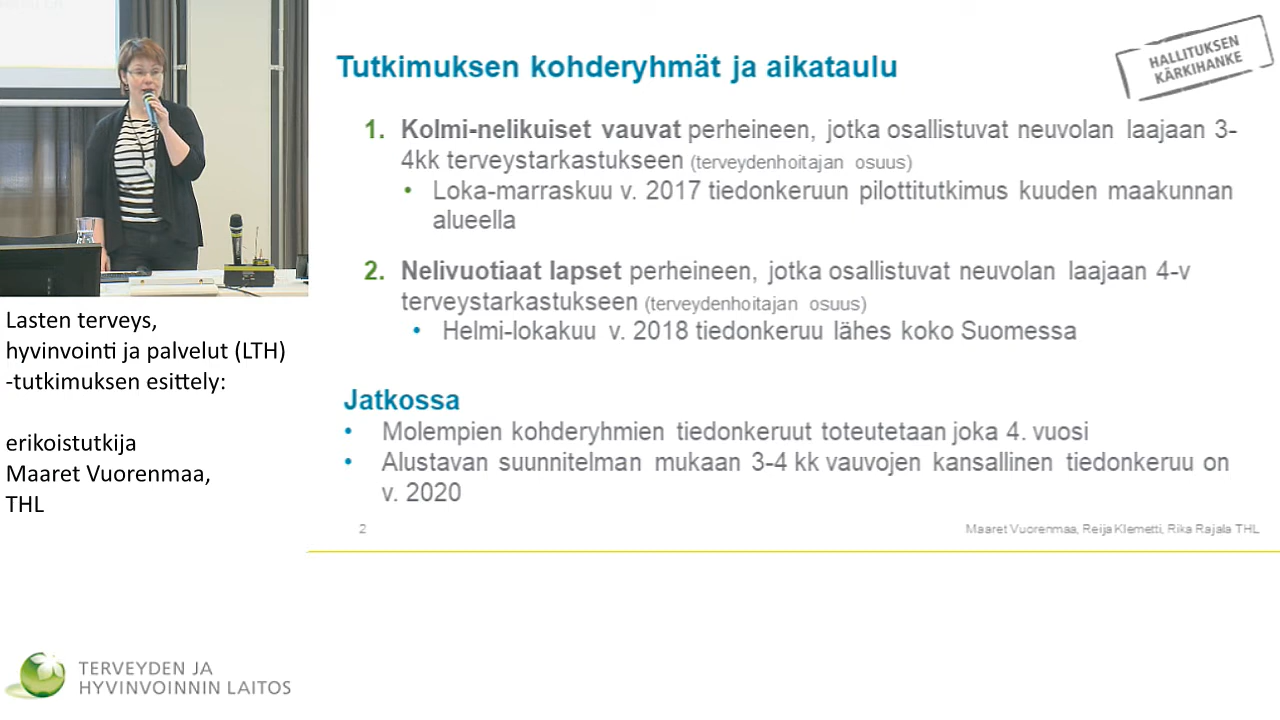 Tutkimuksen kohderyhmät ja aikataulu
HALLITUKSEN
KÄRKIHANKE
1. Kolmi-nelikuiset vauvat perheineen, jotka osallistuvat neuvolan laajaan 3-
4kk terveystarkastukseen (terveydenhoitajan osuus)
• Loka-marraskuu v. 2017 tiedonkeruun pilottitutkimus kuuden maakunnan
alueella
2. Nelivuotiaat lapset perheineen, jotka osallistuvat neuvolan laajaan 4-v
terveystarkastukseen (terveydenhoitajan osuus)
• Helmi-lokakuu v. 2018 tiedonkeruu lähes koko Suomessa
Jatkossa
• Molempien kohderyhmien tiedonkeruut toteutetaan joka 4. vuosi
• Alustavan suunnitelman mukaan 3-4 kk vauvojen kansallinen tiedonkeruu on
v. 2020
2
Maaret Vuorenmaa, Reija Klemetti, Rika Rajala THL
Lasten terveys,
hyvinvointi ja palvelut (LTH)
-tutkimuksen esittely:
erikoistutkija
Maaret Vuorenmaa,
THL
TERVEYDEN JA
HYVINVOINNIN LAITOS